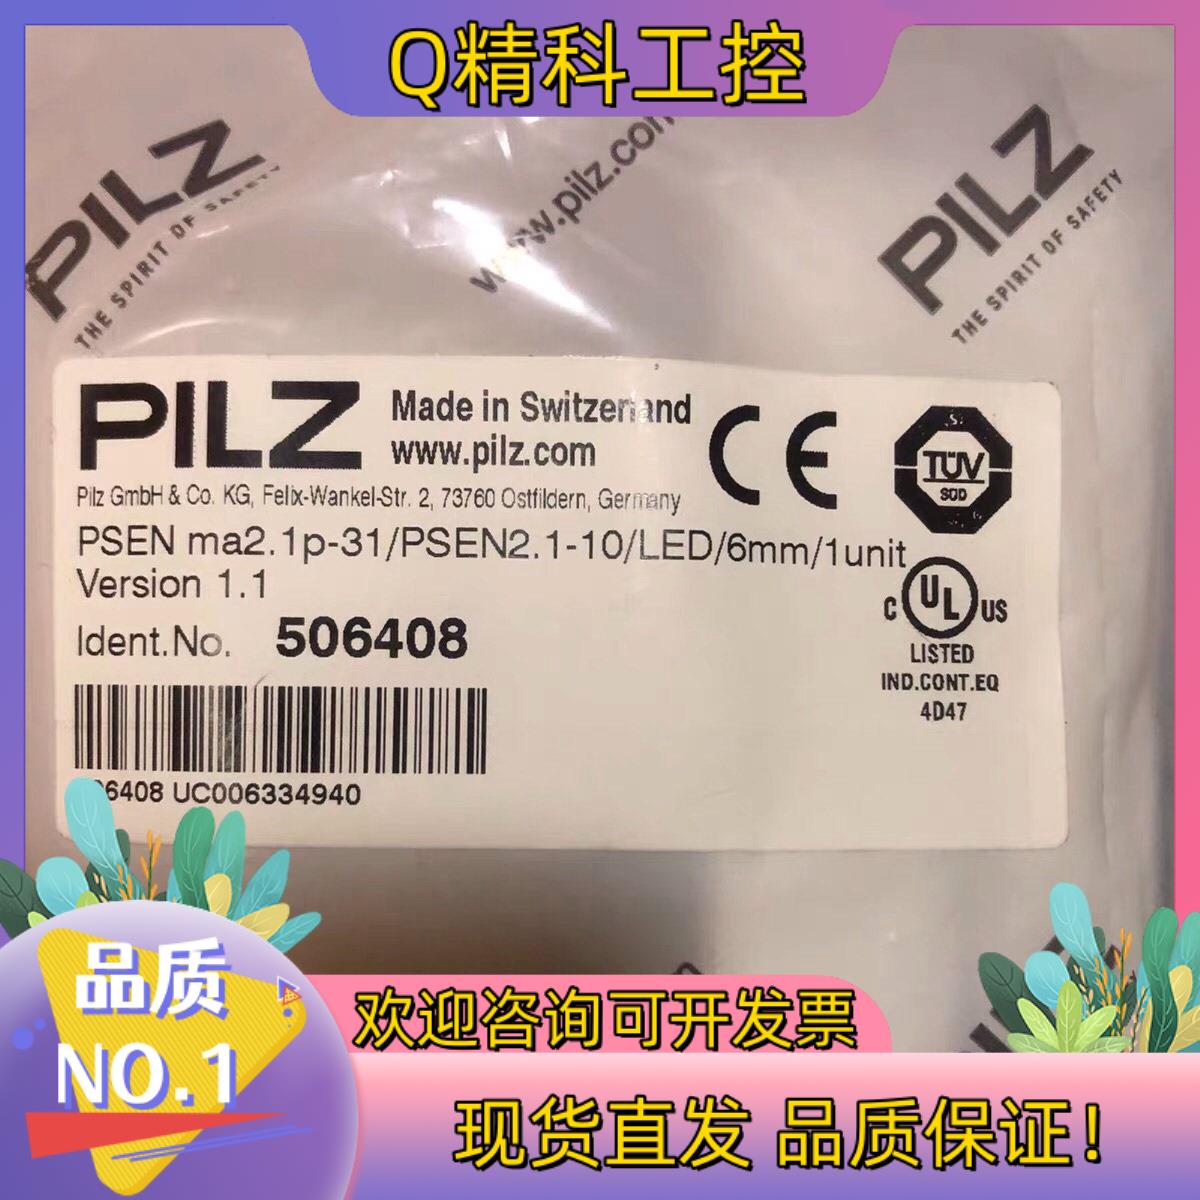 Q精科工控
PILZ
THE SPIRIT OF SAFETY
www.pilz.com
PILZ
THE SPIRIT OF SAFETY
PILZ
Made in Switzerland
www.pilz.com
Pilz GmbH & Co. KG, Felix-Wankel-Str. 2, 73760 Ostfildern, Germany
PSEN ma2.1p-31/PSEN2.1-10/LED/6mm/1unit
Version 1.1
Ident.No. 506408
6408 UC006334940
CE
TÜV
SÜD
C UL US
LISTED
IND.CONT.EQ
4D47
品质
NO.1
欢迎咨询可开发票
现货直发 品质保证!